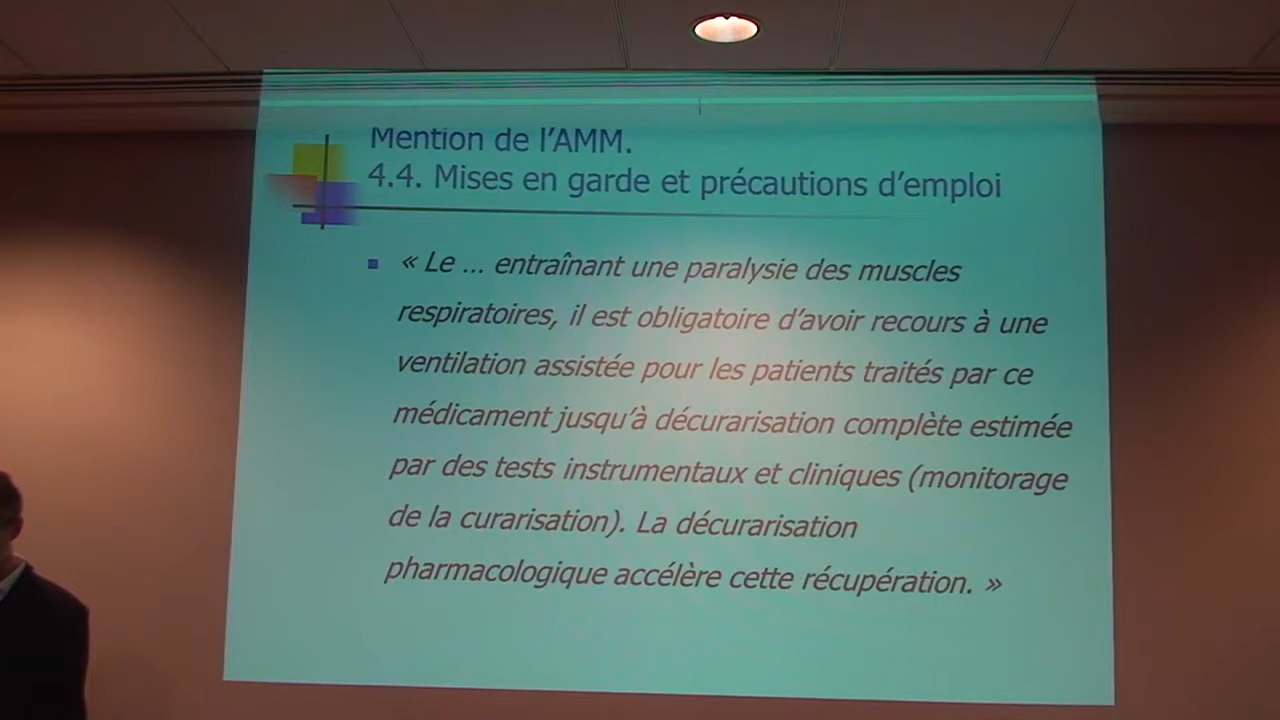 Mention de l'AMM.
4.4. Mises en garde et précautions d'emploi
« Le ... entraînant une paralysie des muscles
respiratoires, il est obligatoire d'avoir recours à une
ventilation assistée pour les patients traités par ce
médicament jusqu'à décurarisation complète estimée
par des tests instrumentaux et cliniques (monitorage
de la curarisation). La décurarisation
pharmacologique accélère cette récupération. »